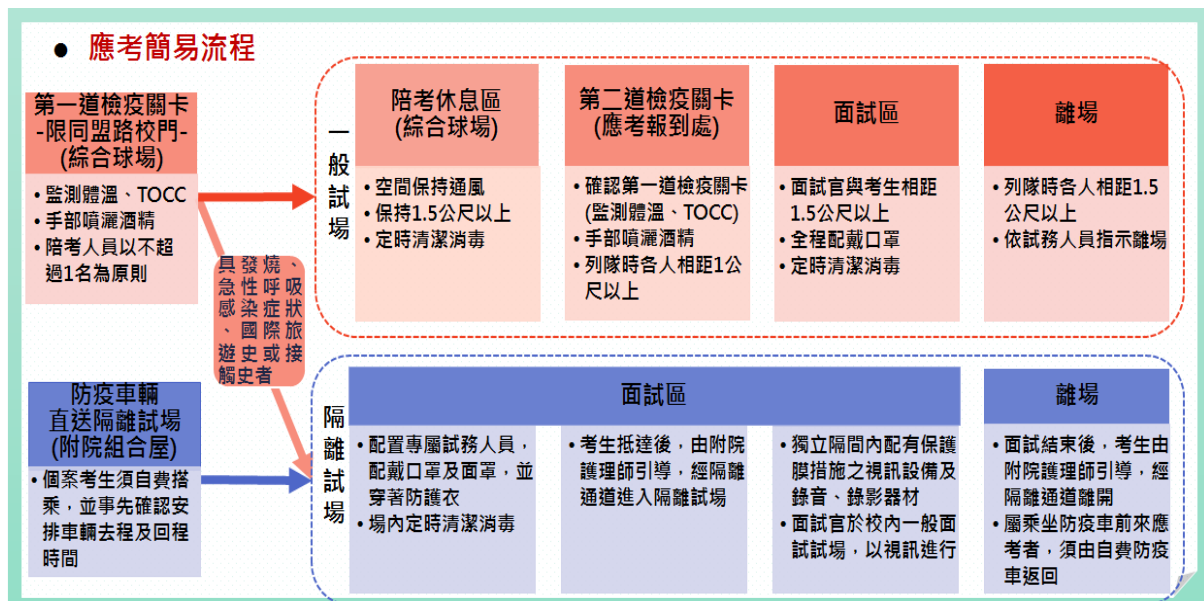 ● 應考簡易流程
第一道檢疫關卡
-限同盟路校門-
(綜合球場)
• 監測體溫、TOCC
• 手部噴灑酒精
• 陪考人員以不超
過1名為原則
一般試場
陪考休息區
(綜合球場)
• 空間保持通風
• 保持1.5公尺以上
• 定時清潔消毒
第二道檢疫關卡
(應考報到處)
• 確認第一道檢疫關卡
(監測體溫、TOCC)
• 手部噴灑酒精
• 列隊時各人相距1公
尺以上
面試區
• 面試官與考生相距
1.5公尺以上
• 全程配戴口罩
• 定時清潔消毒
離場
• 列隊時各人相距1.5
公尺以上
• 依試務人員指示離場
具發燒、
急性呼吸
感染症狀
、國際旅
遊史或接
觸史者
防疫車輛
直送隔離試場
(附院組合屋)
• 個案考生須自費搭
乘，並事先確認安
排車輛去程及回程
時間
隔離試場
面試區
• 配置專屬試務人員，
配戴口罩及面罩，並
穿著防護衣
• 場內定時清潔消毒
• 考生抵達後，由附院
護理師引導，經隔離
通道進入隔離試場
• 獨立隔間內配有保護
膜措施之視訊設備及
錄音、錄影器材
• 面試官於校內一般面
試試場，以視訊進行
離場
• 面試結束後，考生由
附院護理師引導，經
隔離通道離開
• 屬乘坐防疫車前來應
考者，須由自費防疫
車返回